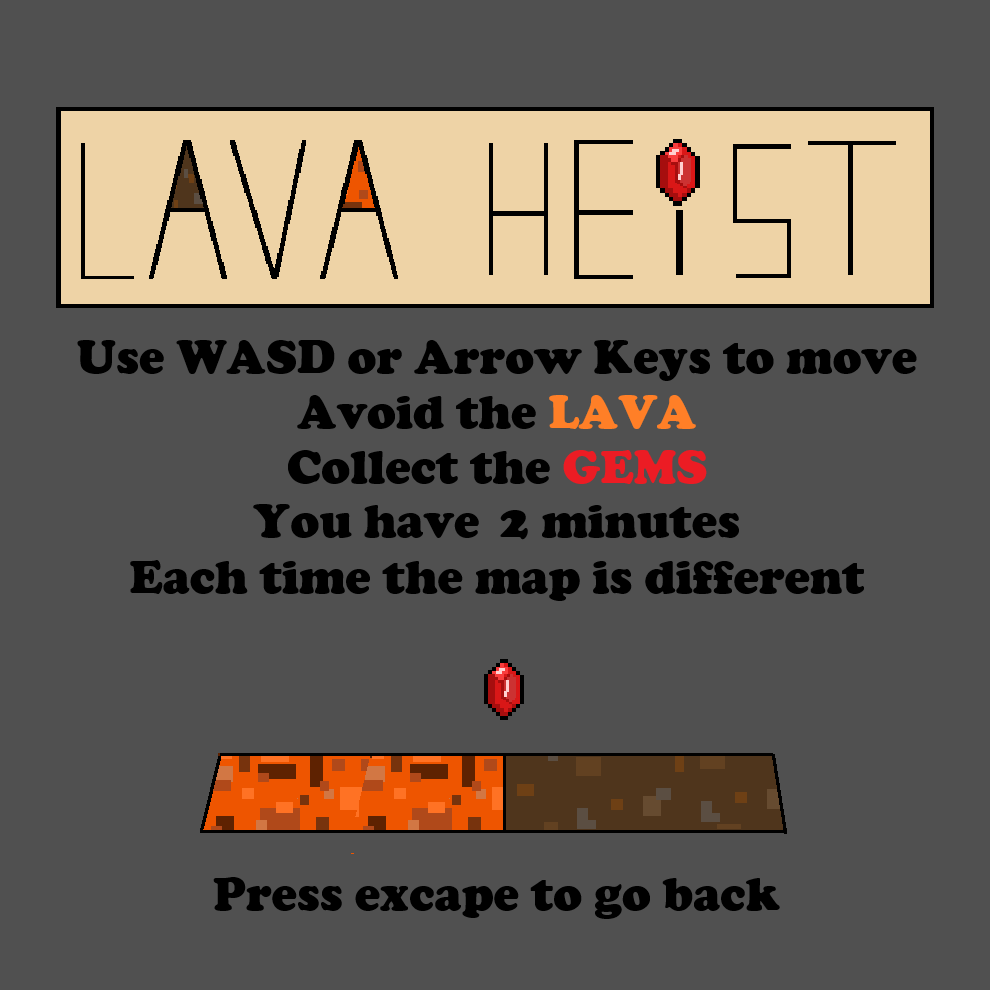 LAVA HEiST
Use WASD or Arrow Keys to move
Avoid the LAVA
Collect the GEMS
You have 2 minutes
Each time the map is different
Press excape to go back